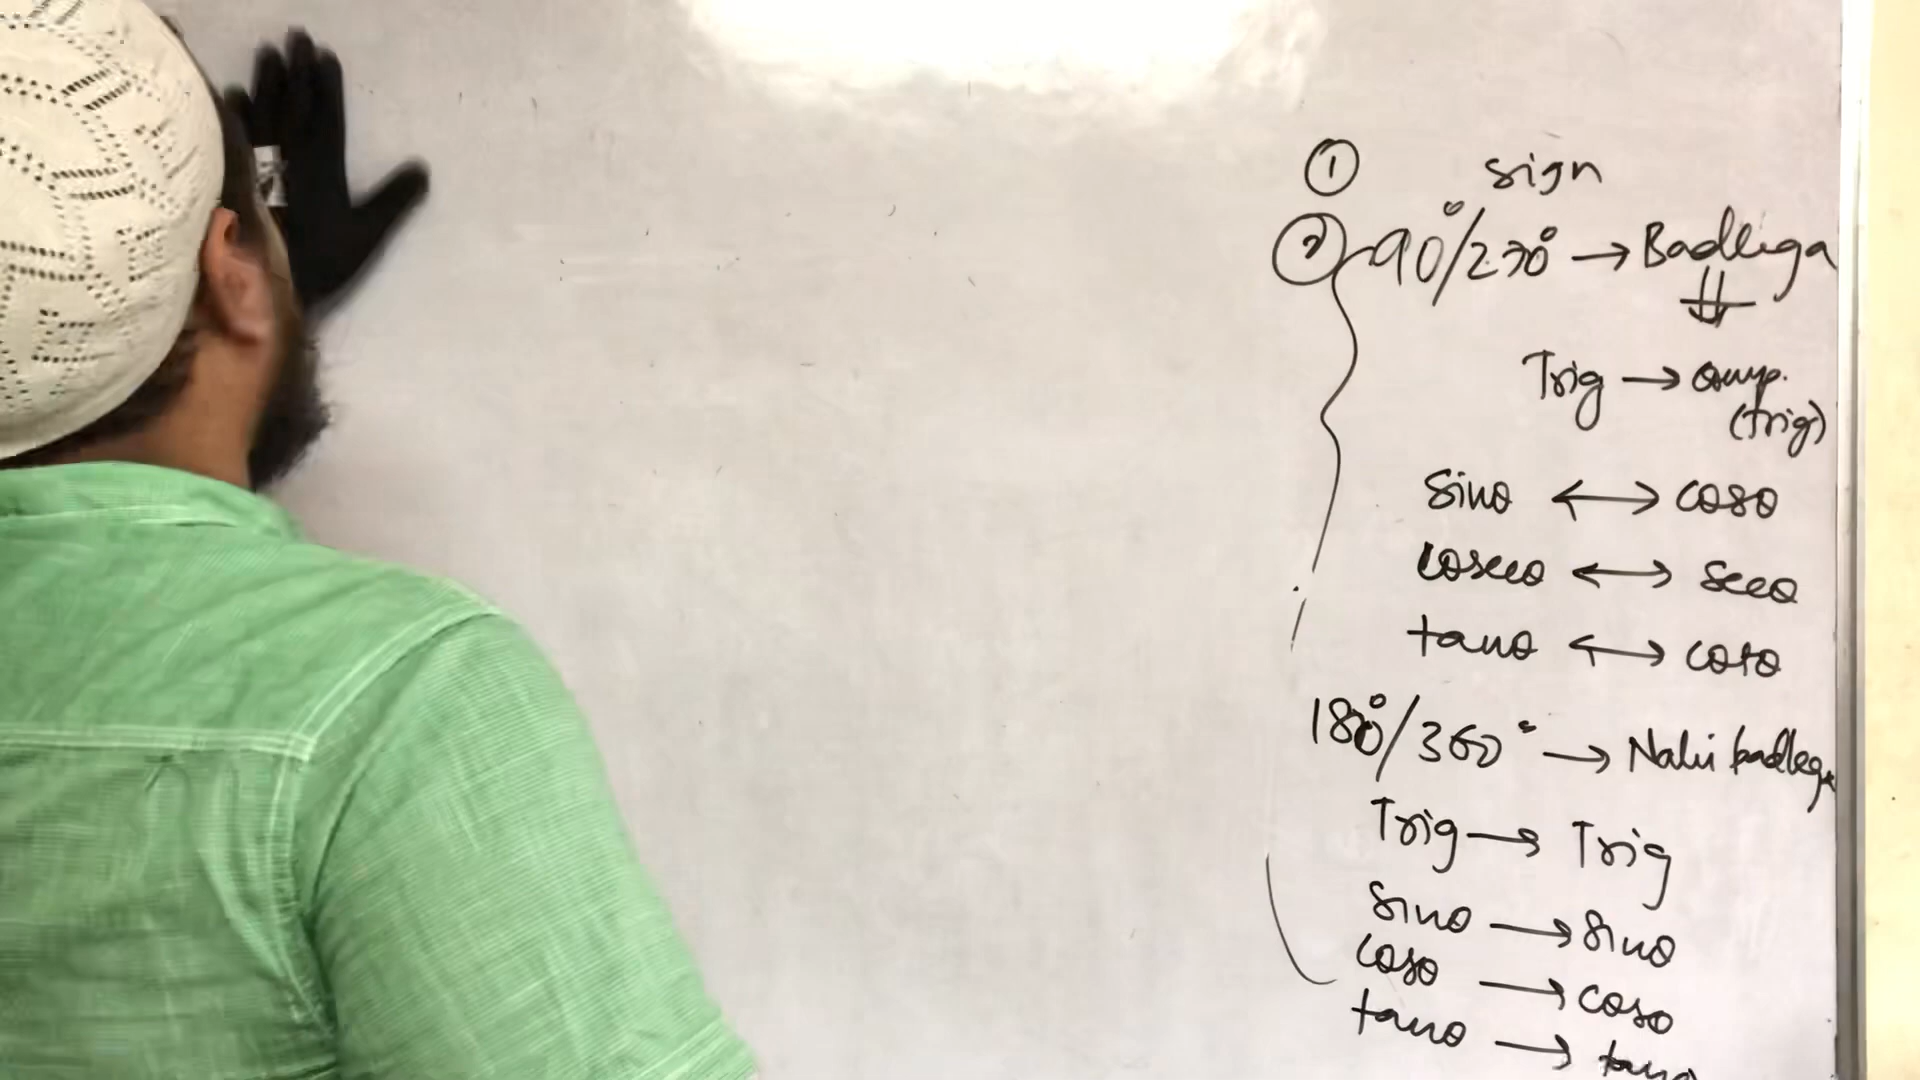 ① sign
② 90°/270° → Badlega
⇓
Trig → comp.
(trig)
sinθ ↔ cosθ
cosecθ ↔ secθ
tanθ ↔ cotθ
180°/360° → Nahi badlega
Trig → Trig
sinθ → sinθ
cosθ → cosθ
tanθ → tanθ